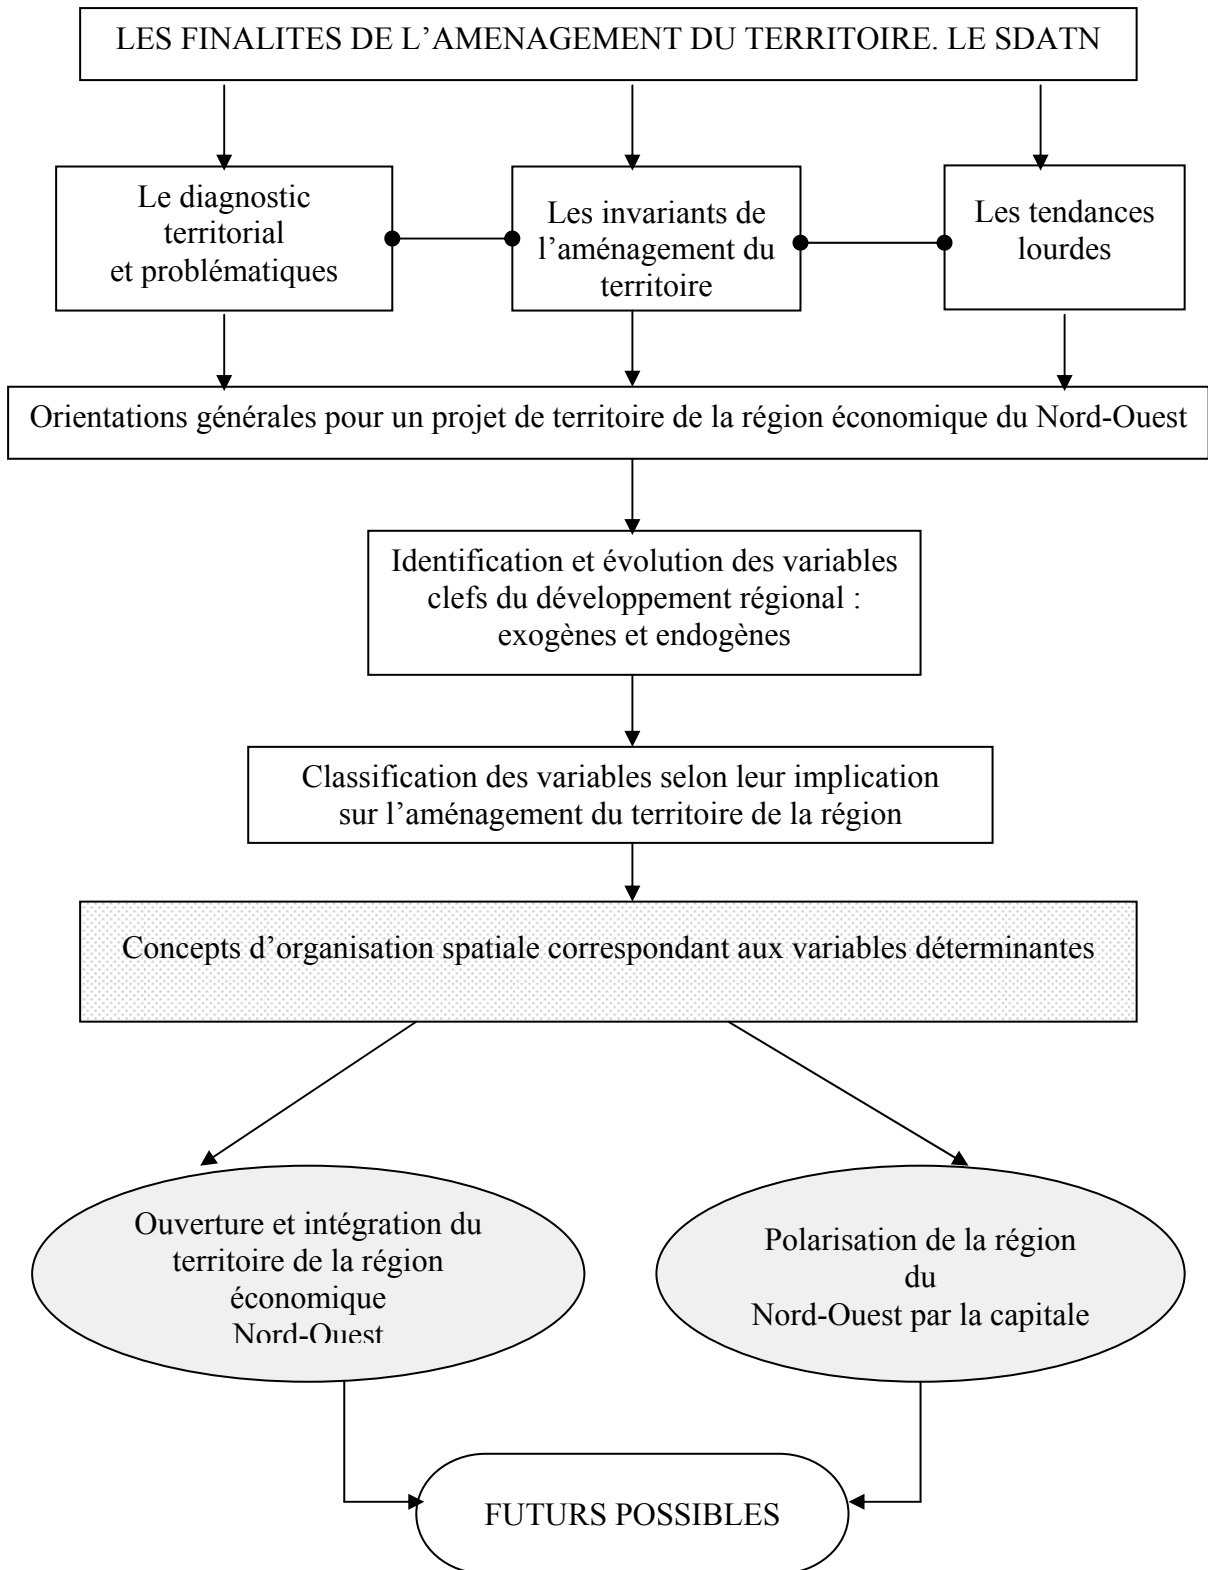 LES FINALITES DE L’AMENAGEMENT DU TERRITOIRE. LE SDATN
Le diagnostic
territorial
et problématiques
Les invariants de
l’aménagement du
territoire
Les tendances
lourdes
Orientations générales pour un projet de territoire de la région économique du Nord-Ouest
Identification et évolution des variables
clefs du développement régional :
exogènes et endogènes
Classification des variables selon leur implication
sur l’aménagement du territoire de la région
Concepts d’organisation spatiale correspondant aux variables déterminantes
Ouverture et intégration du
territoire de la région
économique
Nord-Ouest
Polarisation de la région
du
Nord-Ouest par la capitale
FUTURS POSSIBLES